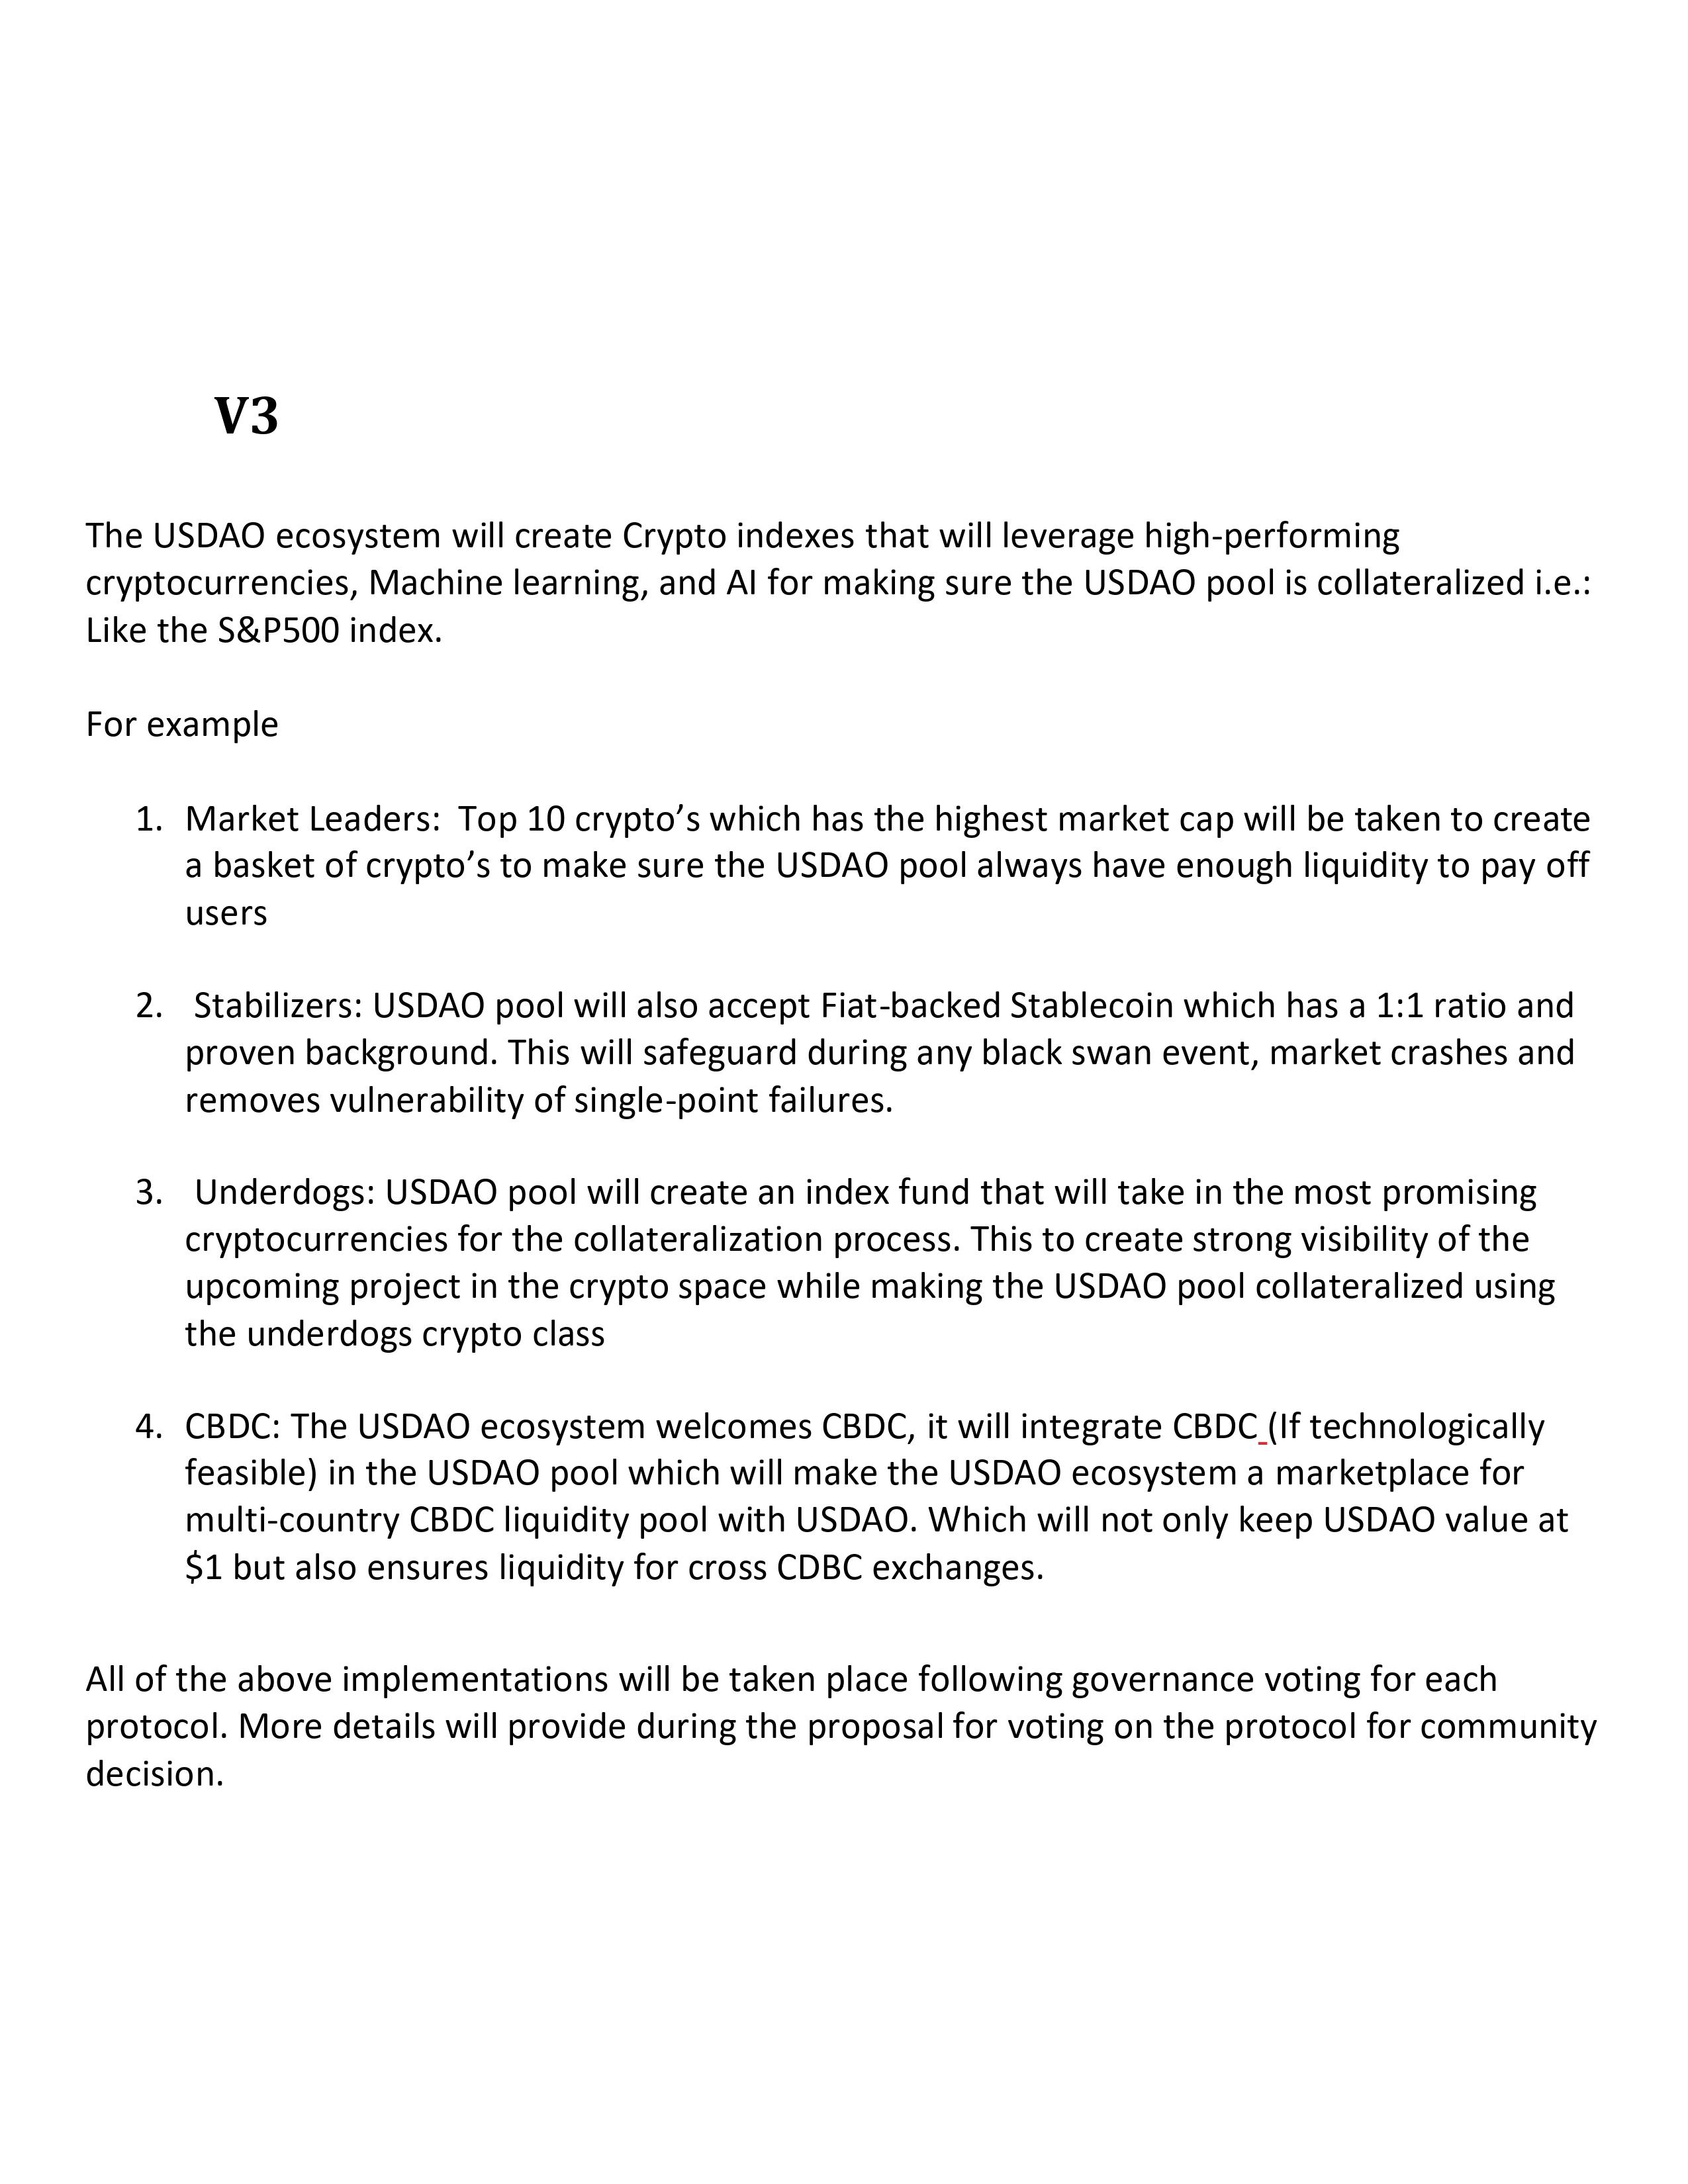 V3
The USDAO ecosystem will create Crypto indexes that will leverage high-performing
cryptocurrencies, Machine learning, and AI for making sure the USDAO pool is collateralized i.e.:
Like the S&P500 index.
For example
1. Market Leaders:  Top 10 crypto’s which has the highest market cap will be taken to create
a basket of crypto’s to make sure the USDAO pool always have enough liquidity to pay off
users
2. Stabilizers: USDAO pool will also accept Fiat-backed Stablecoin which has a 1:1 ratio and
proven background. This will safeguard during any black swan event, market crashes and
removes vulnerability of single-point failures.
3. Underdogs: USDAO pool will create an index fund that will take in the most promising
cryptocurrencies for the collateralization process. This to create strong visibility of the
upcoming project in the crypto space while making the USDAO pool collateralized using
the underdogs crypto class
4. CBDC: The USDAO ecosystem welcomes CBDC, it will integrate CBDC (If technologically
feasible) in the USDAO pool which will make the USDAO ecosystem a marketplace for
multi-country CBDC liquidity pool with USDAO. Which will not only keep USDAO value at
$1 but also ensures liquidity for cross CDBC exchanges.
All of the above implementations will be taken place following governance voting for each
protocol. More details will provide during the proposal for voting on the protocol for community
decision.